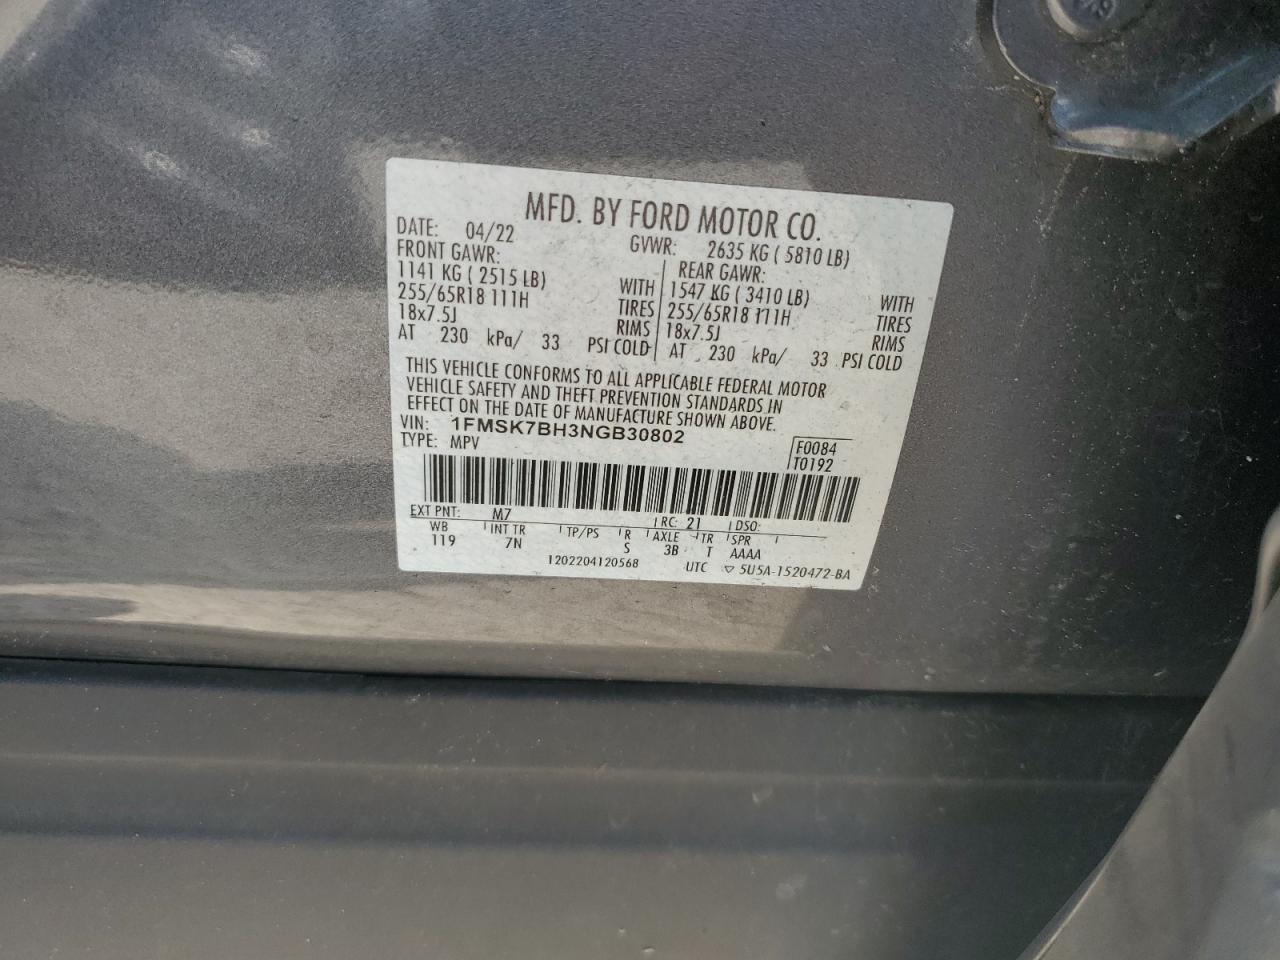 MFD. BY FORD MOTOR CO.
DATE: 04/22 GVWR: 2635 KG ( 5810 LB)
FRONT GAWR: REAR GAWR:
1141 KG ( 2515 LB) WITH 1547 KG ( 3410 LB) WITH
255/65R18 111H TIRES 255/65R18 111H TIRES
18x7.5J RIMS 18x7.5J RIMS
AT 230 kPa/ 33 PSI COLD AT 230 kPa/ 33 PSI COLD
THIS VEHICLE CONFORMS TO ALL APPLICABLE FEDERAL MOTOR
VEHICLE SAFETY AND THEFT PREVENTION STANDARDS IN
EFFECT ON THE DATE OF MANUFACTURE SHOWN ABOVE.
VIN: 1FMSK7BH3NGB30802
TYPE: MPV F0084
T0192
EXT PNT: M7 RC: 21 DSO:
WB INT TR TP/PS R AXLE TR SPR
119 7N S 3B T AAAA
1202204120568 UTC ▽ 5U5A-1520472-BA